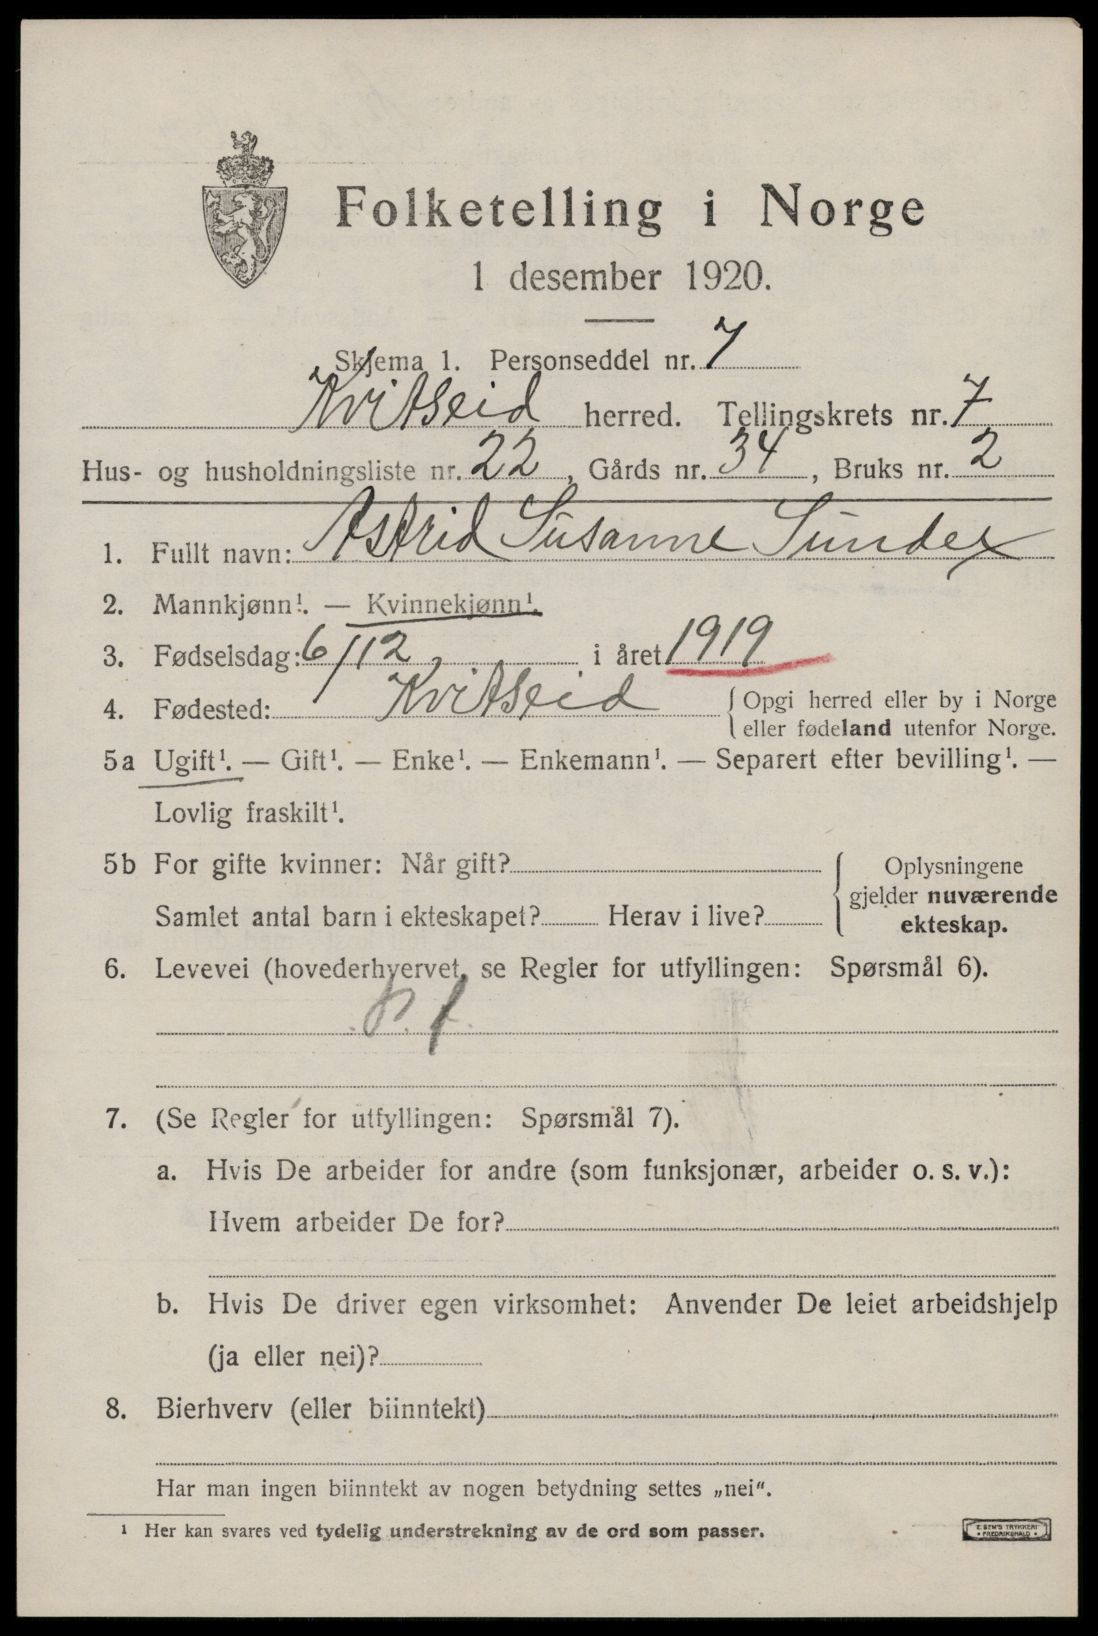 Folketelling i Norge
1 desember 1920.
Skjema 1. Personseddel nr. 7
Kvitseid herred. Tellingskrets nr. 7
Hus- og husholdningsliste nr. 22, Gårds nr. 34, Bruks nr. 2
1. Fullt navn: Astrid Susanne Sundex
2. Mannkjønn¹. — Kvinnekjønn¹.
3. Fødselsdag: 6/12 i året 1919
4. Fødested: Kvitseid { Opgi herred eller by i Norge
eller fødeland utenfor Norge.
5a Ugift¹. — Gift¹. — Enke¹. — Enkemann¹. — Separert efter bevilling¹. —
Lovlig fraskilt¹.
5b For gifte kvinner: Når gift?
Samlet antal barn i ekteskapet? Herav i live?
{ Oplysningene
gjelder nuværende
ekteskap.
6. Levevei (hovederhvervet, se Regler for utfyllingen: Spørsmål 6).
7. (Se Regler for utfyllingen: Spørsmål 7).
a. Hvis De arbeider for andre (som funksjonær, arbeider o. s. v.):
Hvem arbeider De for?
b. Hvis De driver egen virksomhet: Anvender De leiet arbeidshjelp
(ja eller nei)?
8. Bierhverv (eller biinntekt)
Har man ingen biinntekt av nogen betydning settes „nei“.
¹ Her kan svares ved tydelig understrekning av de ord som passer.
E. SEM'S TRYKKERI
FREDRIKSHALD